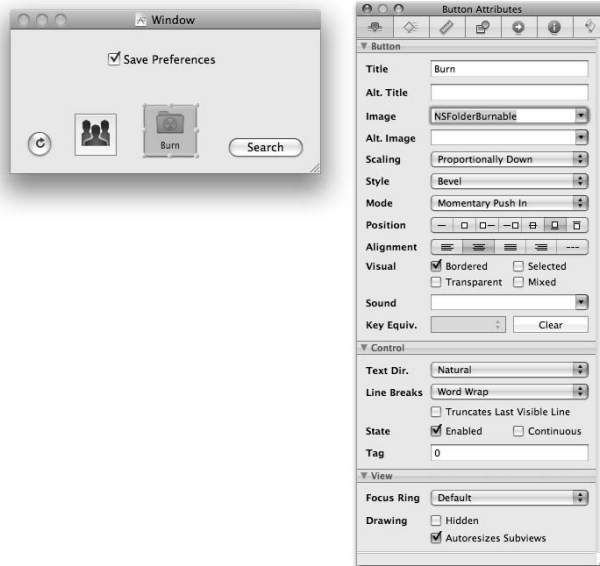 Window
Save Preferences
Burn
Search
Button Attributes
Button
Title Burn
Alt. Title
Image NSFolderBurnable
Alt. Image
Scaling Proportionally Down
Style Bevel
Mode Momentary Push In
Position
Alignment
Visual Bordered Selected
Transparent Mixed
Sound
Key Equiv. Clear
Control
Text Dir. Natural
Line Breaks Word Wrap
Truncates Last Visible Line
State Enabled Continuous
Tag 0
View
Focus Ring Default
Drawing Hidden
Autoresizes Subviews